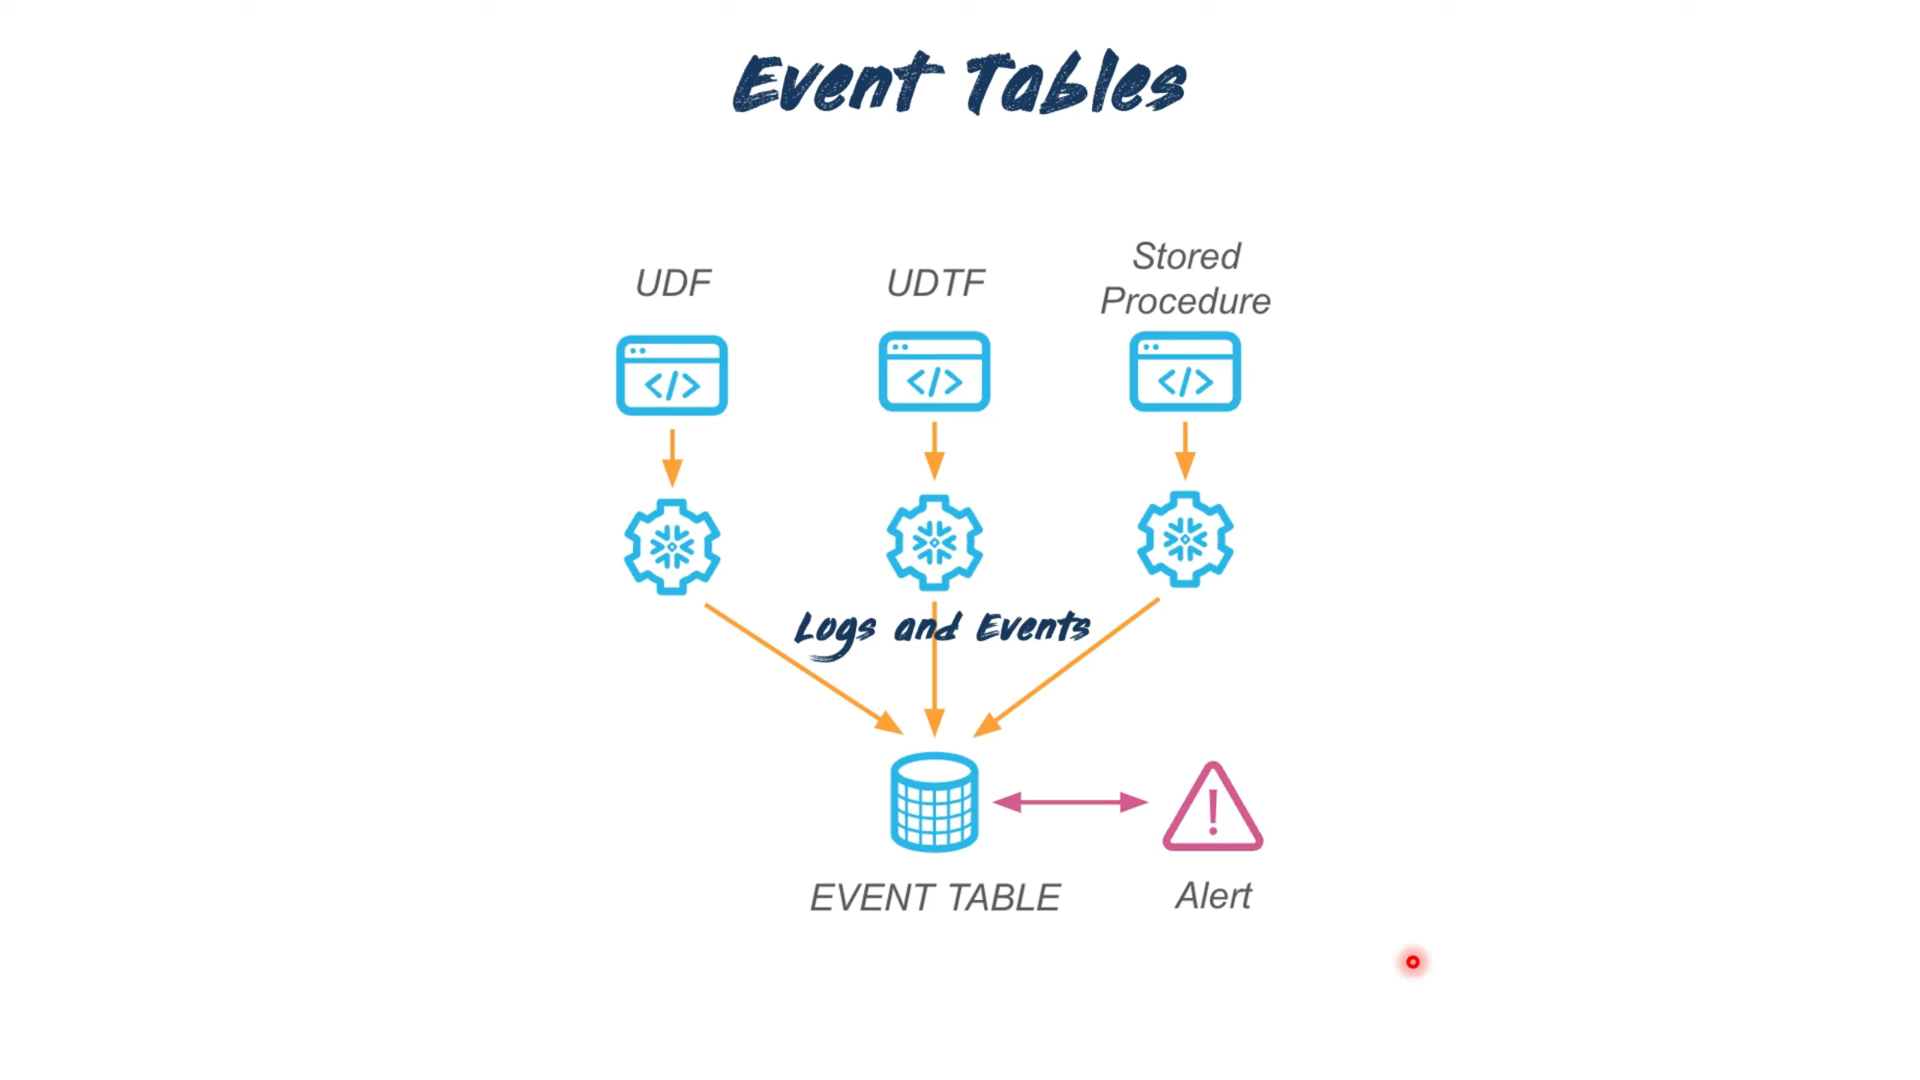 Event Tables
UDF
UDTF
Stored
Procedure
</>
</>
</>
Logs and Events
!
EVENT TABLE
Alert